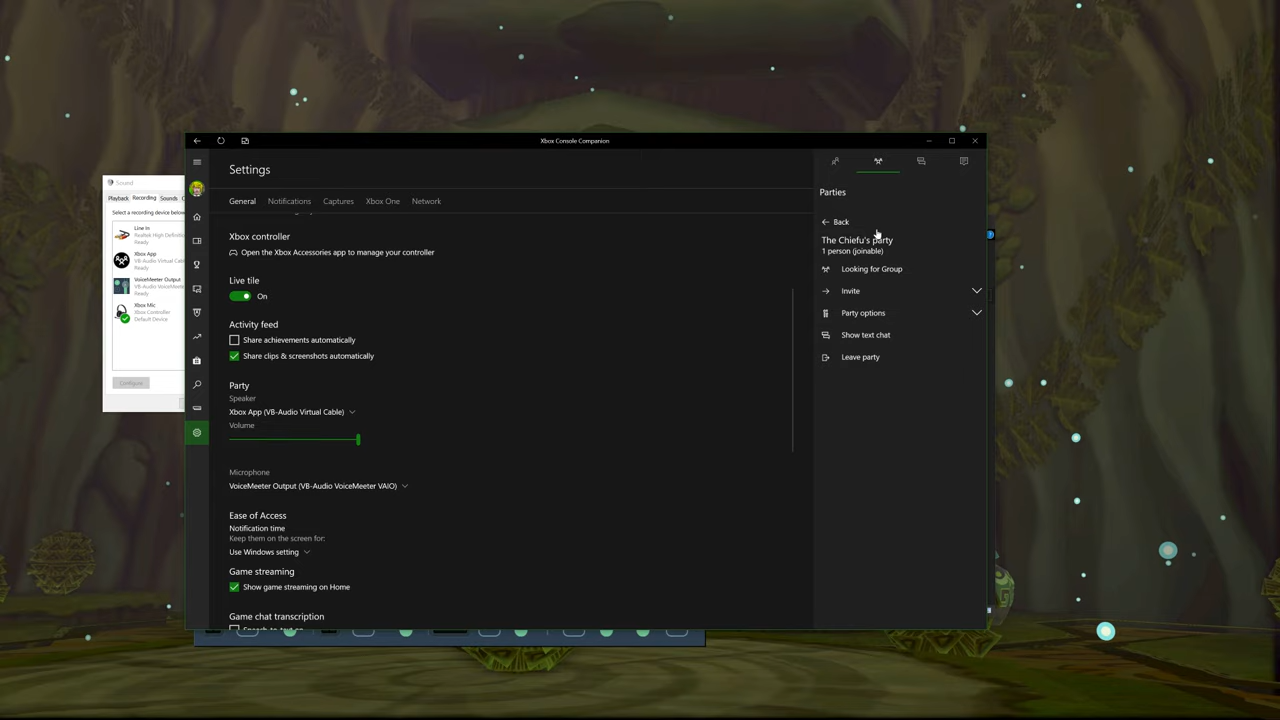 Xbox Console Companion
Settings
General
Notifications
Captures
Xbox One
Network
Xbox controller
Open the Xbox Accessories app to manage your controller
Live tile
On
Activity feed
Share achievements automatically
Share clips & screenshots automatically
Party
Speaker
Xbox App (VB-Audio Virtual Cable)
Volume
Microphone
VoiceMeeter Output (VB-Audio VoiceMeeter VAIO)
Ease of Access
Notification time
Keep them on the screen for:
Use Windows setting
Game streaming
Show game streaming on Home
Game chat transcription
Parties
Back
The Chiefu's party
1 person (joinable)
Looking for Group
Invite
Party options
Show text chat
Leave party
Sound
Playback
Recording
Sounds
Select a recording device below
Line In
Realtek High Definition
Ready
Xbox App
VB-Audio Virtual Cable
Ready
VoiceMeeter Output
VB-Audio VoiceMeeter
Ready
Xbox Mic
Xbox Controller
Default Device
Configure